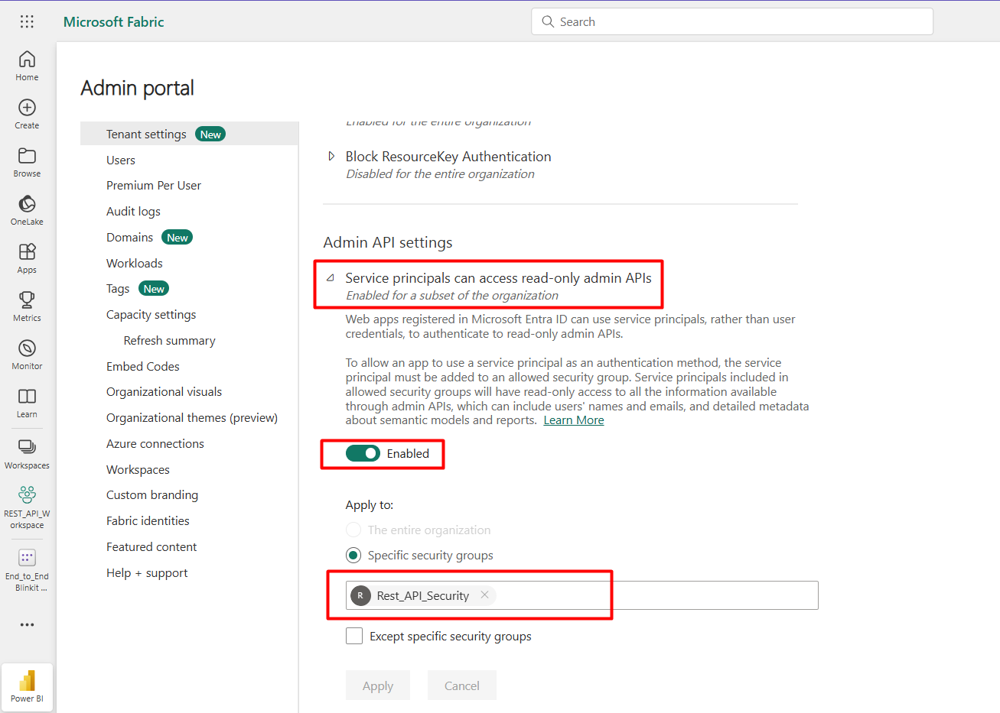 Microsoft Fabric
Search
Home
Create
Browse
OneLake
Apps
Metrics
Monitor
Learn
Workspaces
REST_API_W
orkspace
End_to_End
Blinkit ...
Power BI
Admin portal
Tenant settings New
Users
Premium Per User
Audit logs
Domains New
Workloads
Tags New
Capacity settings
Refresh summary
Embed Codes
Organizational visuals
Organizational themes (preview)
Azure connections
Workspaces
Custom branding
Fabric identities
Featured content
Help + support
Enabled for the entire organization
Block ResourceKey Authentication
Disabled for the entire organization
Admin API settings
Service principals can access read-only admin APIs
Enabled for a subset of the organization
Web apps registered in Microsoft Entra ID can use service principals, rather than user
credentials, to authenticate to read-only admin APIs.
To allow an app to use a service principal as an authentication method, the service
principal must be added to an allowed security group. Service principals included in
allowed security groups will have read-only access to all the information available
through admin APIs, which can include users' names and emails, and detailed metadata
about semantic models and reports. Learn More
Enabled
Apply to:
The entire organization
Specific security groups
R Rest_API_Security
Except specific security groups
Apply Cancel